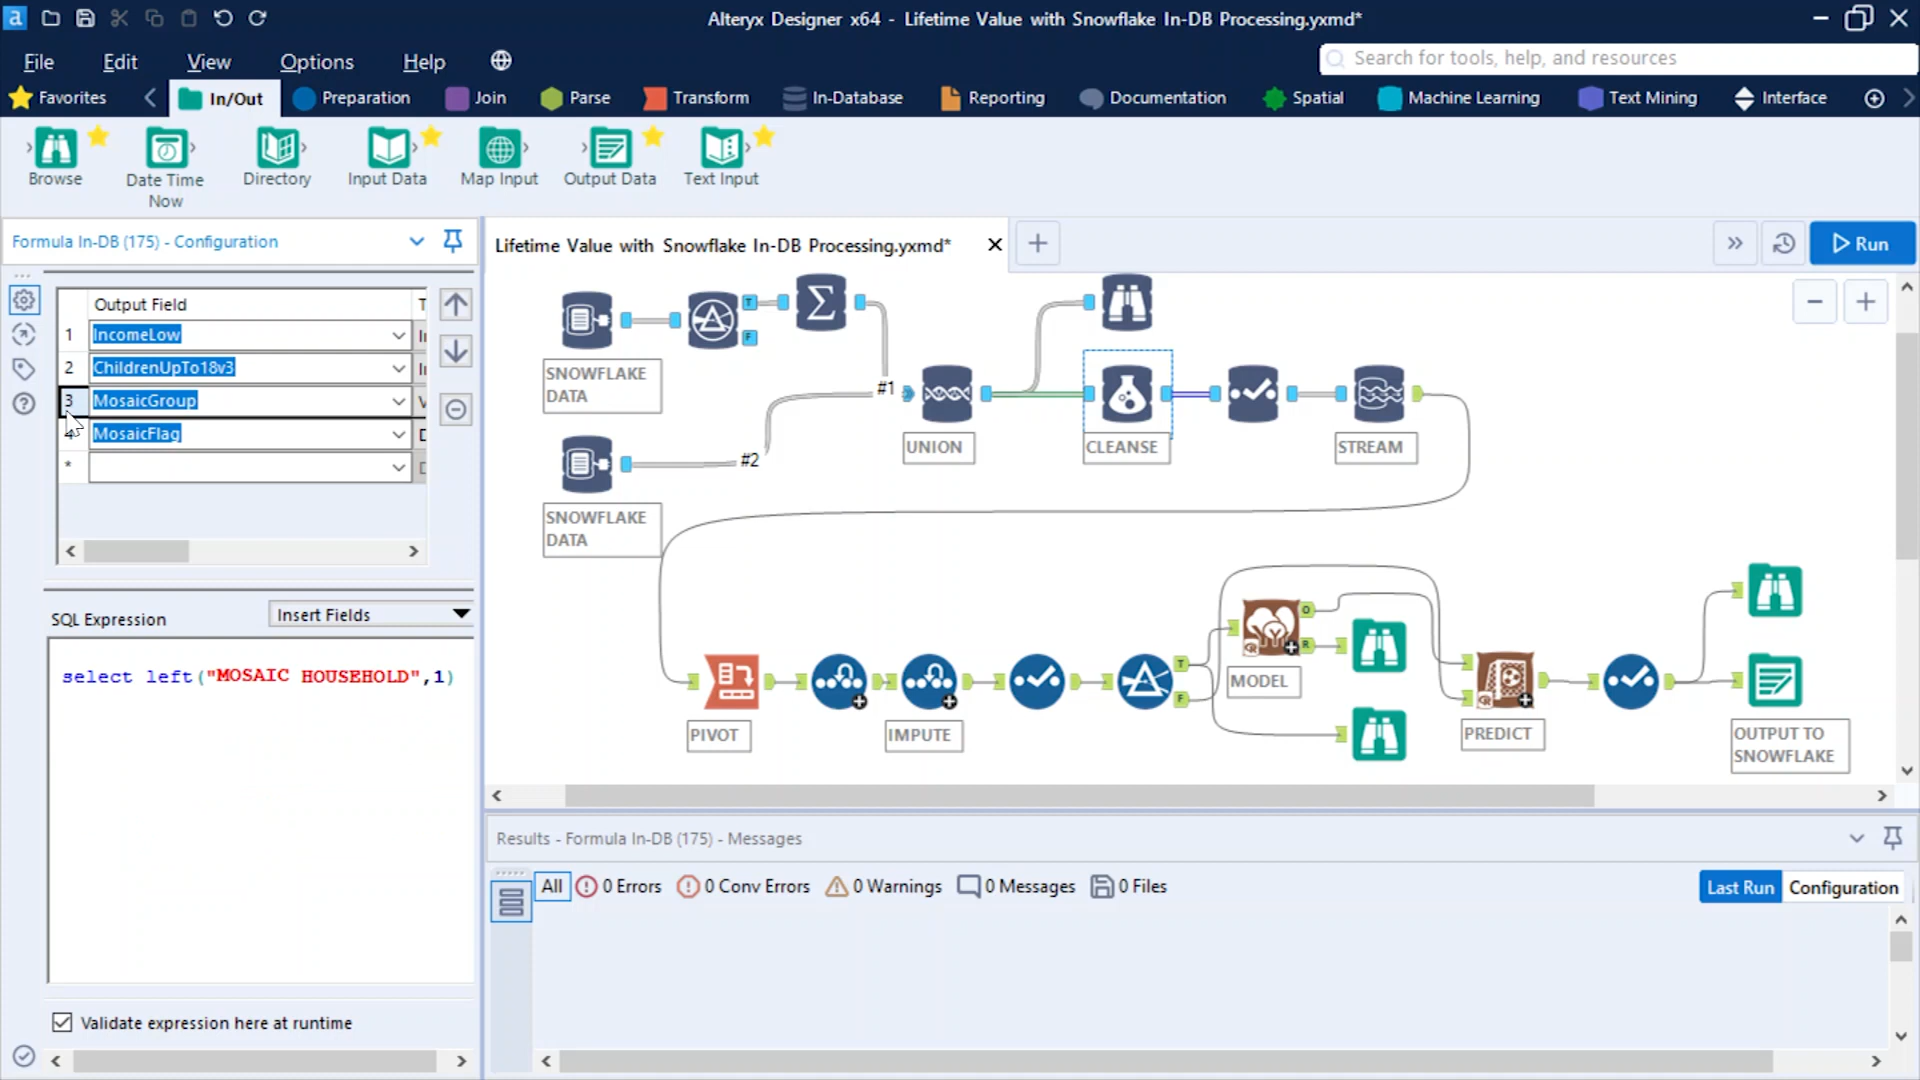 a
Alteryx Designer x64 - Lifetime Value with Snowflake In-DB Processing.yxmd*
File Edit View Options Help
Search for tools, help, and resources
Favorites In/Out Preparation Join Parse Transform In-Database Reporting Documentation Spatial Machine Learning Text Mining Interface
Browse
Date Time
Now
Directory
Input Data
Map Input
Output Data
Text Input
Formula In-DB (175) - Configuration
Output Field T
1 IncomeLow
2 ChildrenUpTo18v3
3 MosaicGroup
4 MosaicFlag
*
SQL Expression
Insert Fields
select left("MOSAIC HOUSEHOLD",1)
Validate expression here at runtime
Lifetime Value with Snowflake In-DB Processing.yxmd*
Run
T
F
SNOWFLAKE
DATA
#1
UNION
CLEANSE
STREAM
#2
SNOWFLAKE
DATA
PIVOT
IMPUTE
T
F
O
R
R
MODEL
R
PREDICT
OUTPUT TO
SNOWFLAKE
Results - Formula In-DB (175) - Messages
All 0 Errors 0 Conv Errors 0 Warnings 0 Messages 0 Files
Last Run Configuration